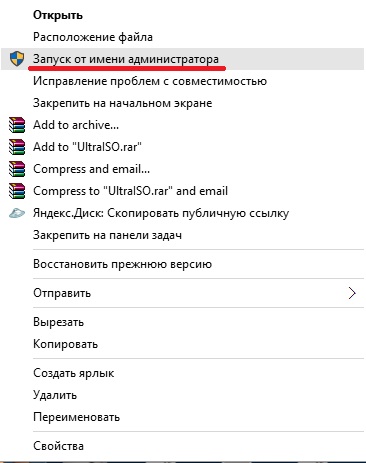 Открыть
Расположение файла
Запуск от имени администратора
Исправление проблем с совместимостью
Закрепить на начальном экране
Add to archive...
Add to "UltraISO.rar"
Compress and email...
Compress to "UltraISO.rar" and email
Яндекс.Диск: Скопировать публичную ссылку
Закрепить на панели задач
Восстановить прежнюю версию
Отправить
Вырезать
Копировать
Создать ярлык
Удалить
Переименовать
Свойства